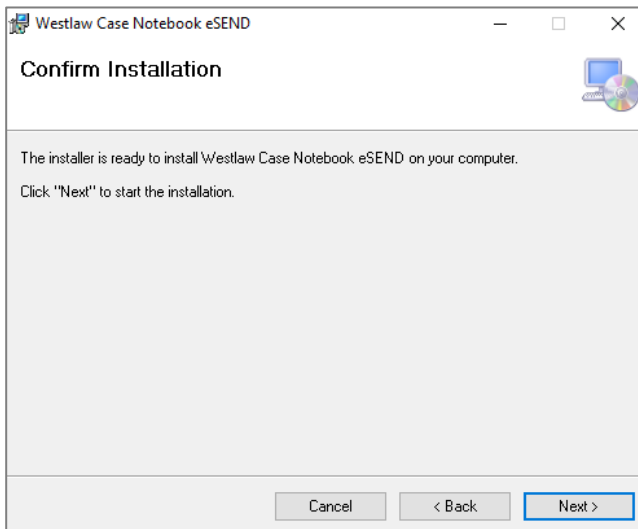 Westlaw Case Notebook eSEND
Confirm Installation
The installer is ready to install Westlaw Case Notebook eSEND on your computer.
Click "Next" to start the installation.
Cancel
< Back
Next >